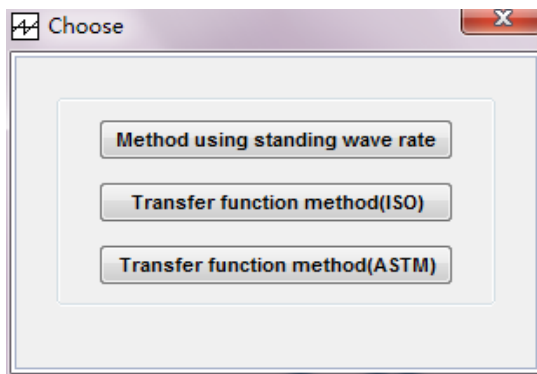 Choose
Method using standing wave rate
Transfer function method(ISO)
Transfer function method(ASTM)